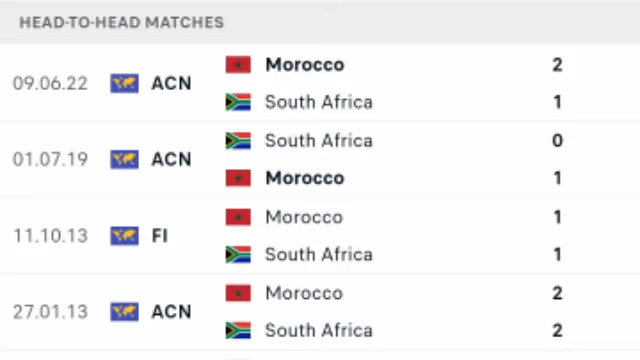 HEAD-TO-HEAD MATCHES
09.06.22 ACN Morocco 2
South Africa 1
01.07.19 ACN South Africa 0
Morocco 1
11.10.13 FI Morocco 1
South Africa 1
27.01.13 ACN Morocco 2
South Africa 2